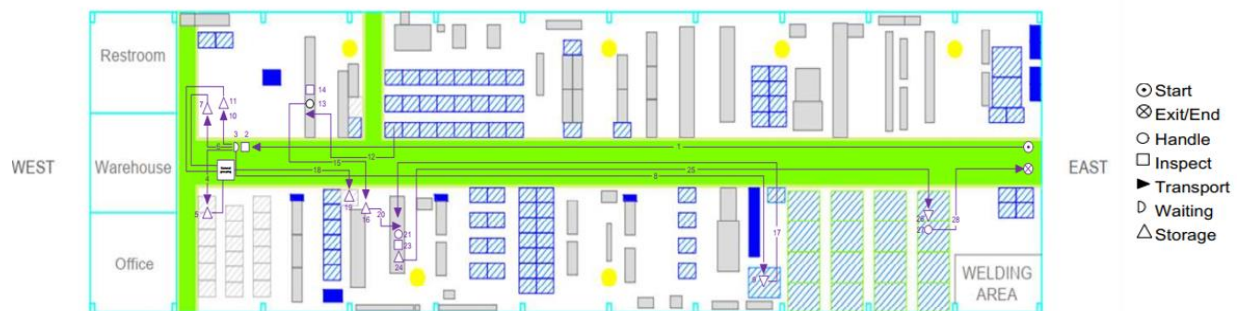 Restroom
Warehouse
Office
WEST
EAST
WELDING
AREA
14
13
7
11
10
3 2
6
1
12
15
4
18
8
25
5
19
16
20
21
23
24
17
9
26
27
28
Start
Exit/End
Handle
Inspect
Transport
Waiting
Storage